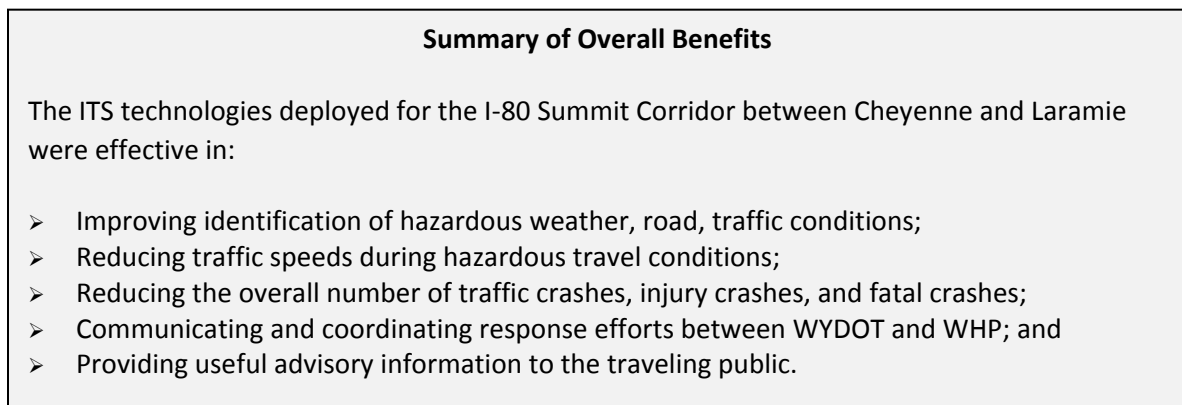 Summary of Overall Benefits
The ITS technologies deployed for the I-80 Summit Corridor between Cheyenne and Laramie
were effective in:
➢ Improving identification of hazardous weather, road, traffic conditions;
➢ Reducing traffic speeds during hazardous travel conditions;
➢ Reducing the overall number of traffic crashes, injury crashes, and fatal crashes;
➢ Communicating and coordinating response efforts between WYDOT and WHP; and
➢ Providing useful advisory information to the traveling public.